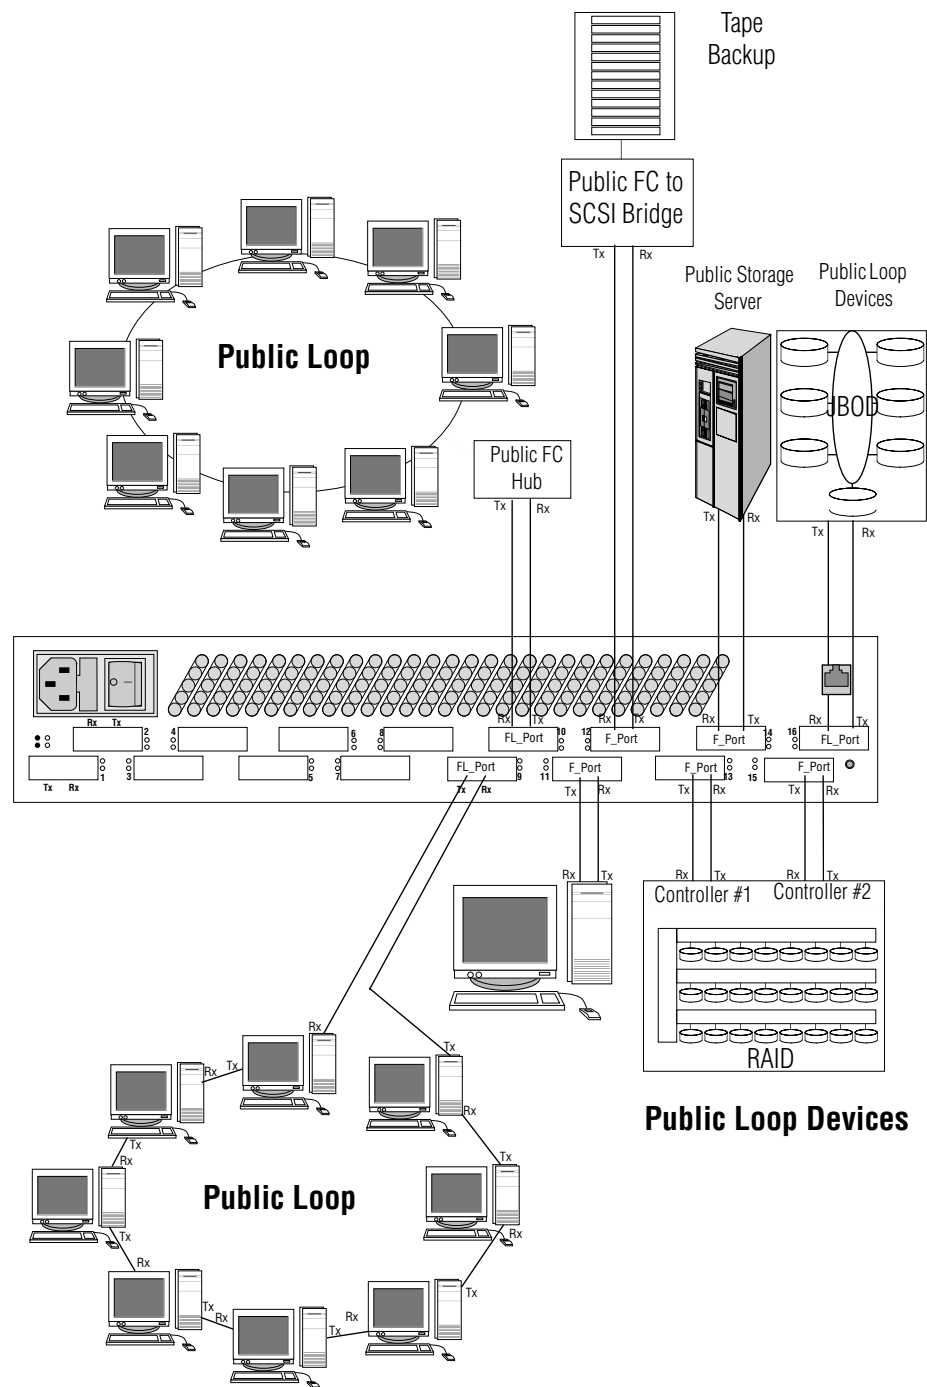 Tape
Backup
Public FC to
SCSI Bridge
Tx Rx
Public Storage
Server
Public Loop
Devices
Public Loop
JBOD
Public FC
Hub
Tx Rx
Tx Rx
Tx Rx
Rx Tx
2 4 6 8
Rx Tx 10
FL_Port
12 Rx Tx
F_Port
Rx Tx
F_Port 14
16 Rx Tx
FL_Port
1 3 5 7
Tx Rx
FL_Port 9
Tx Rx
11 F_Port
Tx Rx
F_Port 13
Tx Rx
15 F_Port
Tx Rx
Rx Tx
Rx Tx
Controller #1
Rx Tx
Controller #2
RAID
Public Loop Devices
Rx
Tx
Rx
Tx
Rx
Tx
Rx
Tx
Rx
Tx
Rx
Tx
Rx
Tx
Rx
Tx
Public Loop